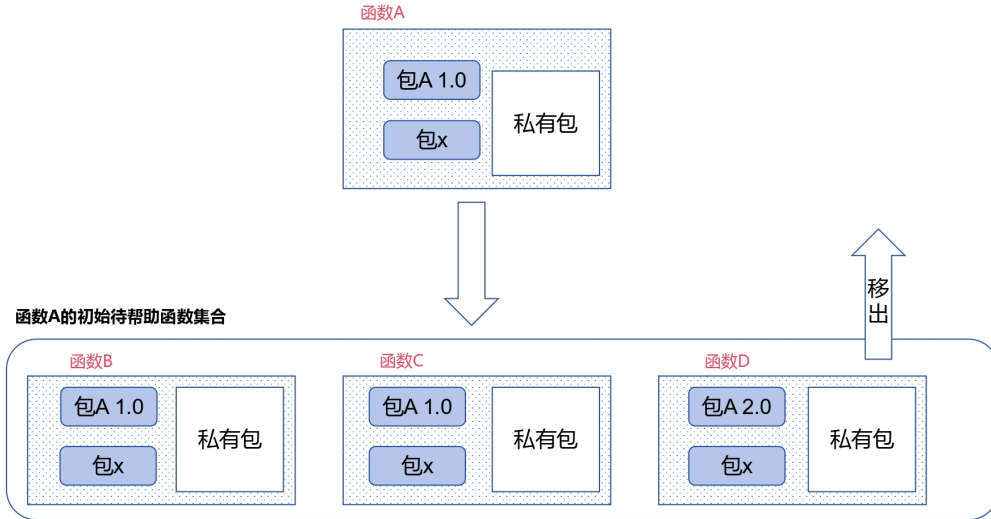 函数A
包A 1.0
私有包
包x
移出
函数A的初始待帮助函数集合
函数B
函数C
函数D
包A 1.0
私有包
包x
包A 1.0
私有包
包x
包A 2.0
私有包
包x